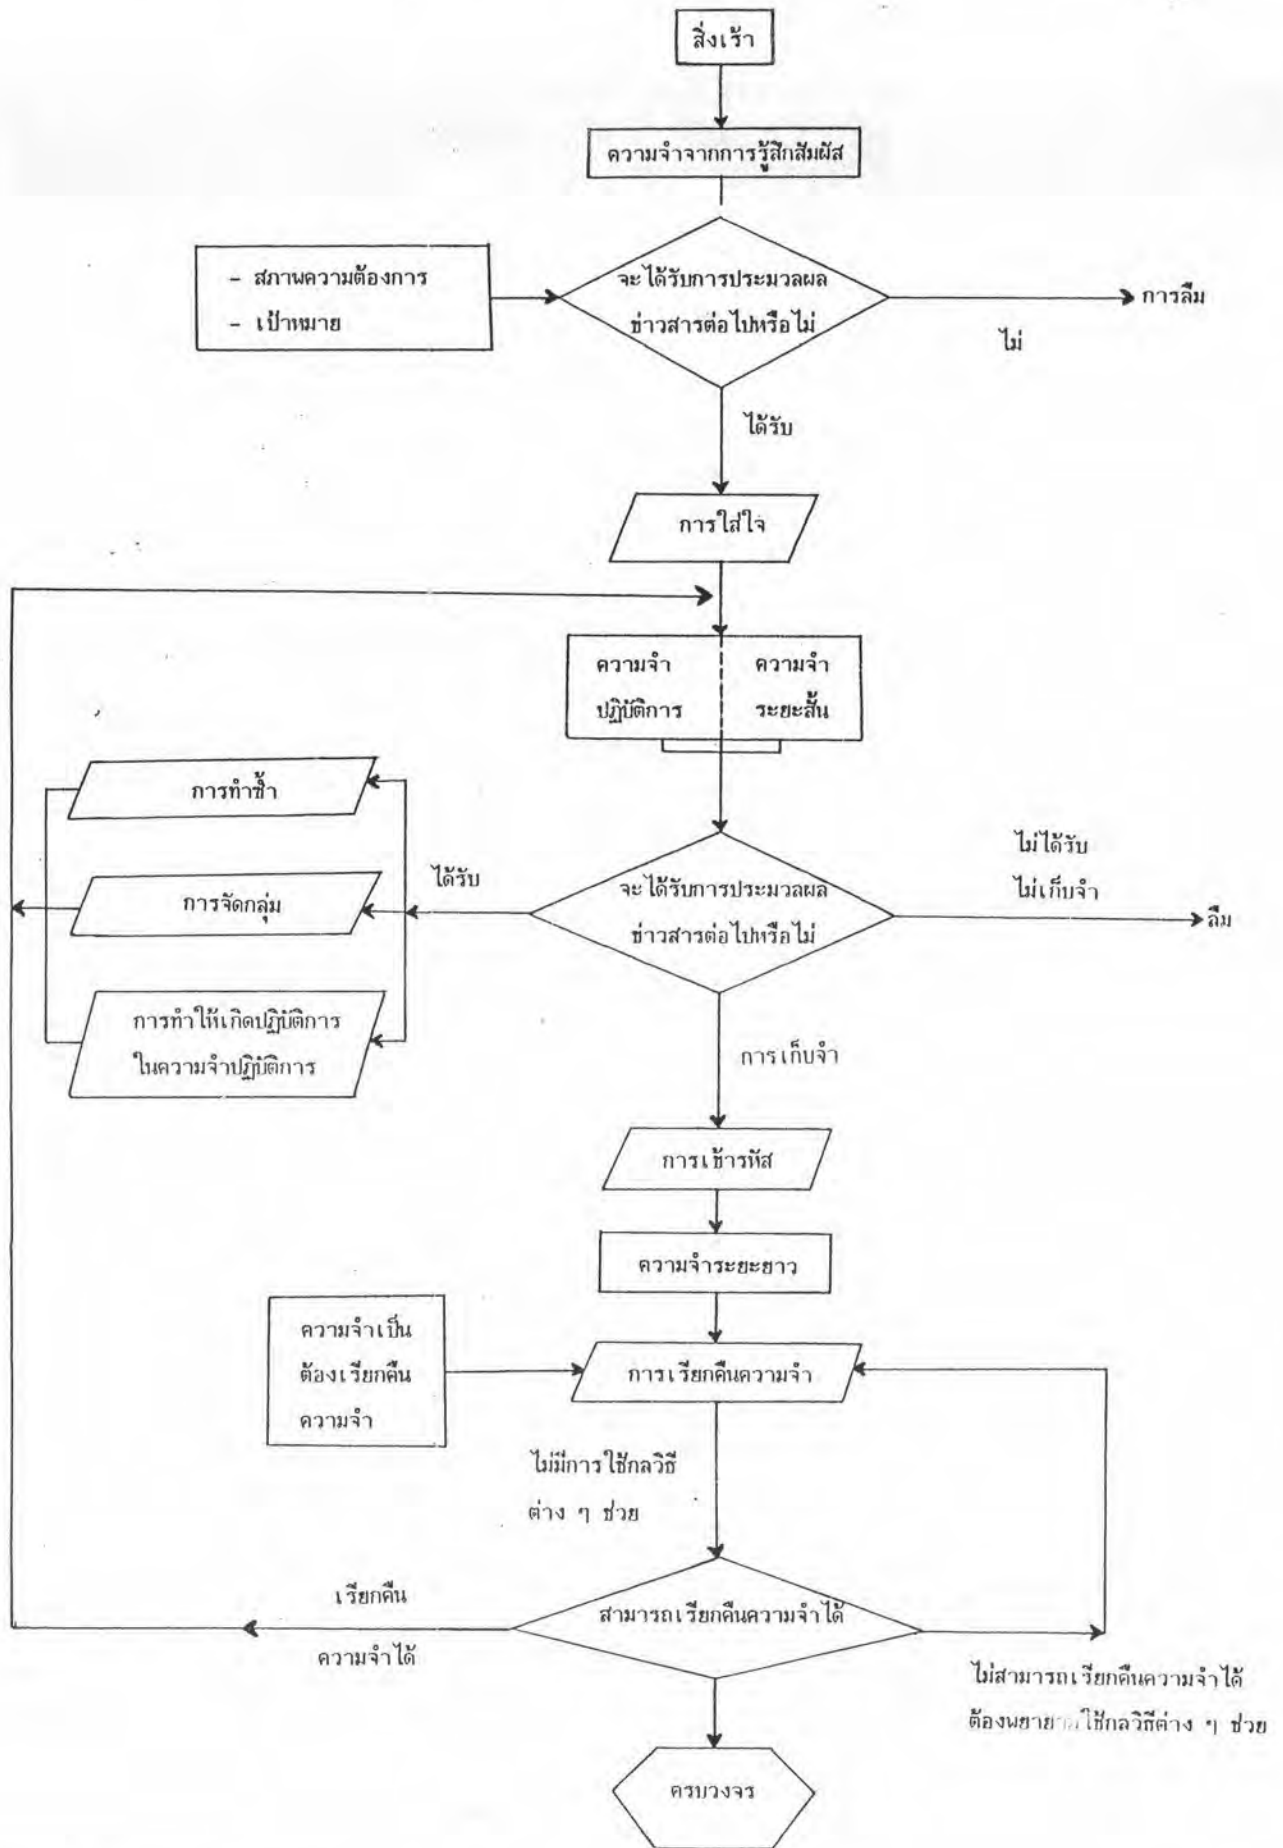 สิ่งเร้า
ความจำจากการรู้สึกสัมผัส
- สภาพความต้องการ
- เป้าหมาย
จะได้รับการประมวลผล
ข่าวสารต่อไปหรือไม่
การลืม
ไม่
ได้รับ
การใส่ใจ
ความจำ
ปฏิบัติการ
ความจำ
ระยะสั้น
การทำซ้ำ
การจัดกลุ่ม
การทำให้เกิดปฏิบัติการ
ในความจำปฏิบัติการ
ได้รับ
จะได้รับการประมวลผล
ข่าวสารต่อไปหรือไม่
ไม่ได้รับ
ไม่เก็บจำ
ลืม
การเก็บจำ
การเข้ารหัส
ความจำระยะยาว
ความจำเป็น
ต้องเรียกคืน
ความจำ
การเรียกคืนความจำ
ไม่มีการใช้กลวิธี
ต่าง ๆ ช่วย
เรียกคืน
ความจำได้
สามารถเรียกคืนความจำได้
ไม่สามารถเรียกคืนความจำได้
ต้องพยายามใช้กลวิธีต่าง ๆ ช่วย
ครบวงจร